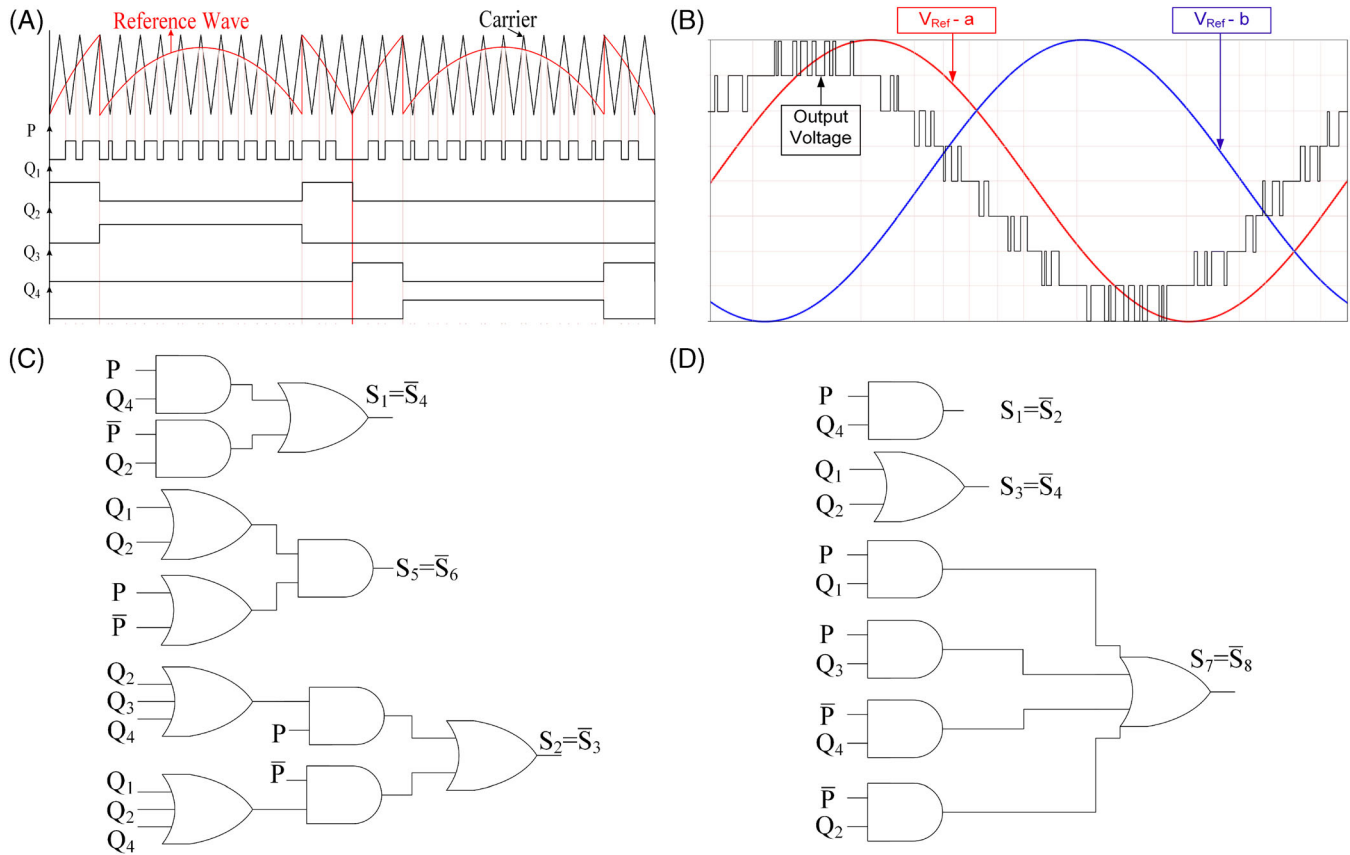 (A)
Reference Wave
Carrier
P
Q₁
Q₂
Q₃
Q₄
(B)
V_Ref - a
V_Ref - b
Output
Voltage
(C)
P
Q₄
P̅
Q₂
S₁=S̅₄
Q₁
Q₂
P
P̅
S₅=S̅₆
Q₂
Q₃
Q₄
P
Q₁
Q₂
Q₄
P̅
S₂=S̅₃
(D)
P
Q₄
S₁=S̅₂
Q₁
Q₂
S₃=S̅₄
P
Q₁
P
Q₃
P̅
Q₄
P̅
Q₂
S₇=S̅₈